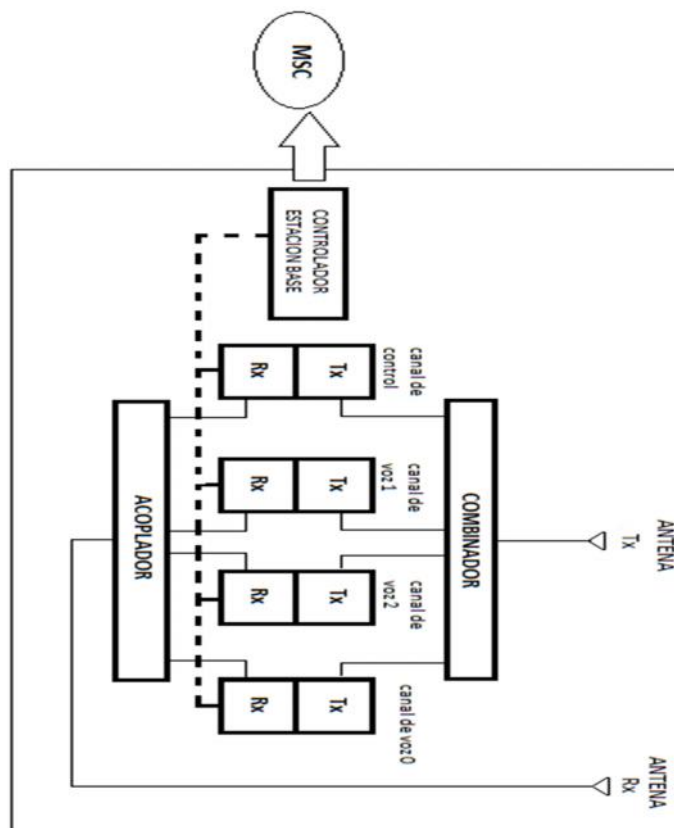 ANTENA
Tx
ANTENA
Rx
COMBINADOR
canal de
control
canal de
voz 1
canal de
voz 2
canal de voz 0
Tx
Rx
Tx
Rx
Tx
Rx
Tx
Rx
ACOPLADOR
CONTROLADOR
ESTACION BASE
MSC